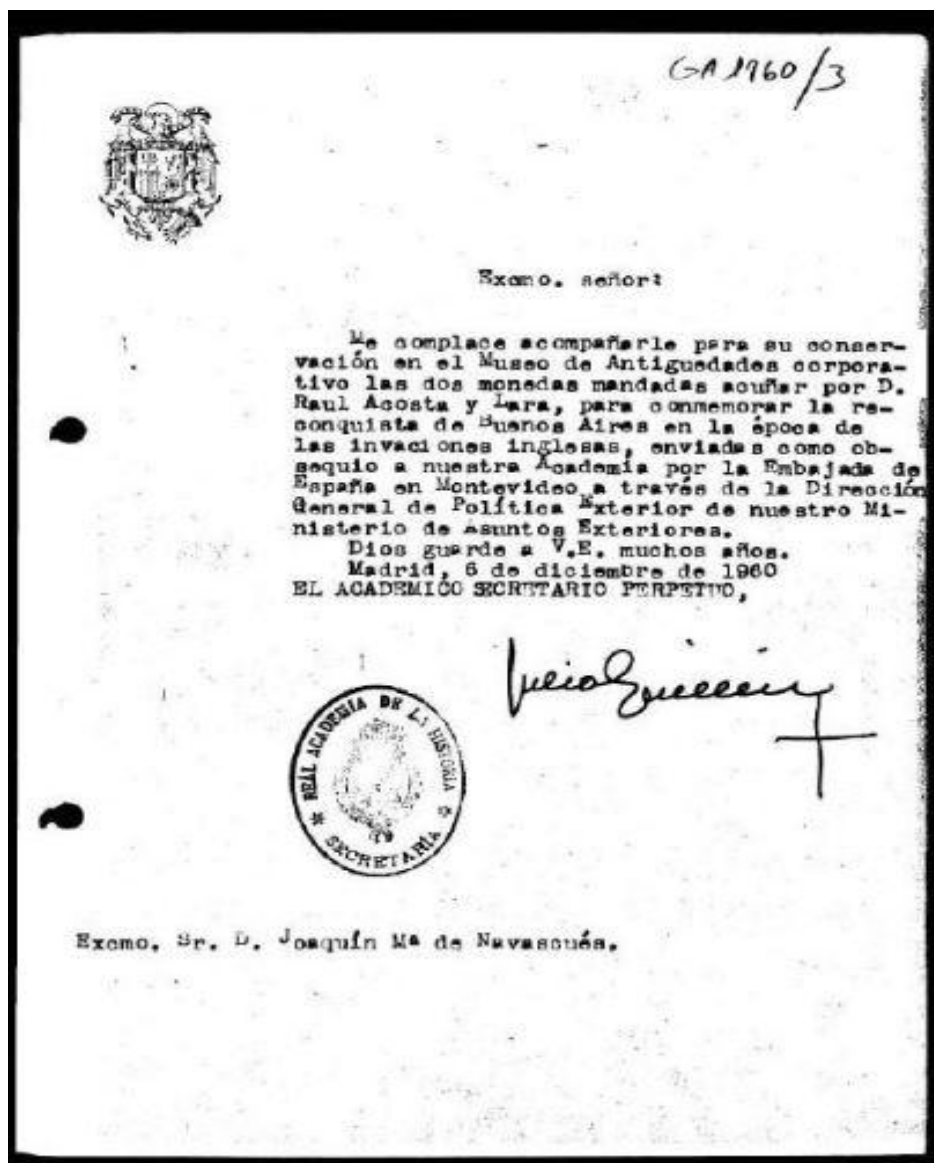 GA 1960/3
Excmo. señor:
Me complace acompañarle para su conser-
vación en el Museo de Antiguedades corpora-
tivo las dos monedas mandadas acuñar por D.
Raul Acosta y Lara, para conmemorar la re-
conquista de Buenos Aires en la época de
las invaciones inglesas, enviadas como ob-
sequio a nuestra Academia por la Embajada de
España en Montevideo a través de la Dirección
General de Política Exterior de nuestro Mi-
nisterio de Asuntos Exteriores.
Dios guarde a V.E. muchos años.
Madrid, 6 de diciembre de 1960
EL ACADEMICO SECRETARIO PERPETUO,
Julio Guillén
REAL ACADEMIA DE LA HISTORIA
SECRETARIA
Excmo. Sr. D. Joaquín Mª de Navascués.